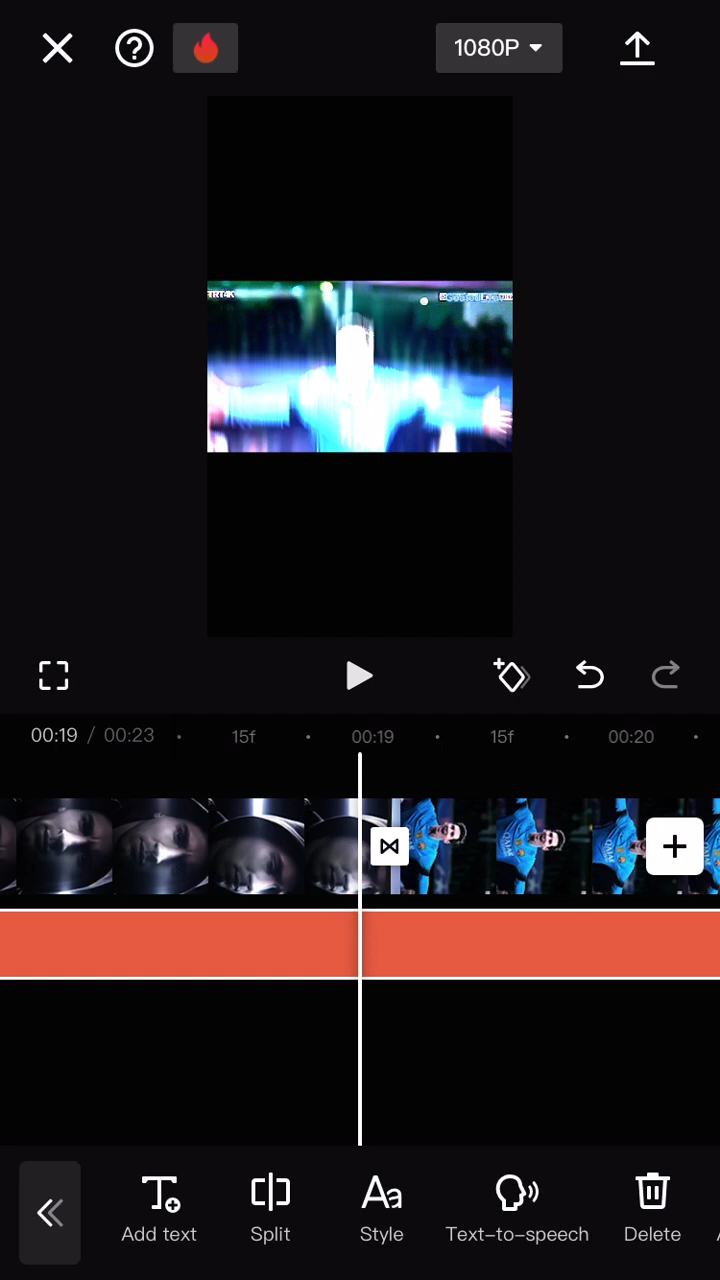 1080P
00:19 / 00:23
15f
00:19
15f
00:20
Add text
Split
Aa
Style
Text-to-speech
Delete